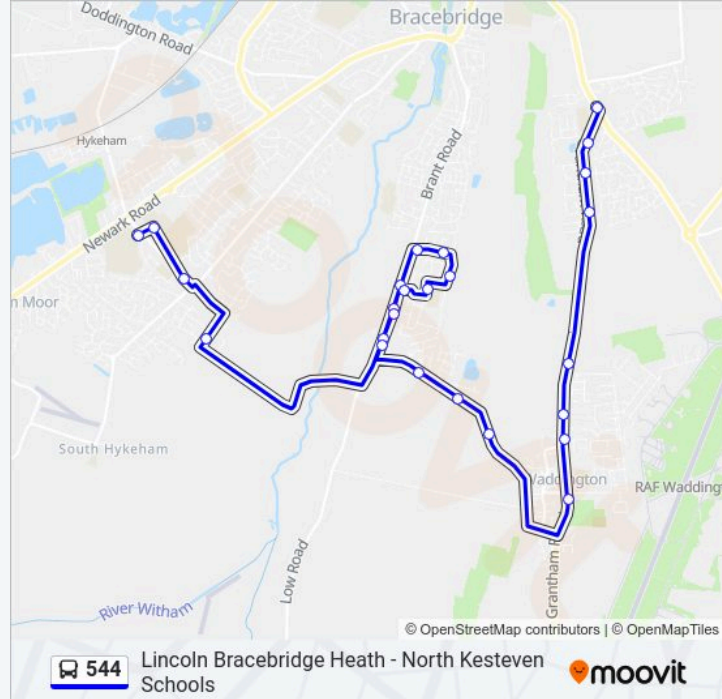 Doddington Road
Bracebridge
Hykeham
Brant Road
Newark Road
m Moor
South Hykeham
Waddington
RAF Wadding
Low Road
Grantham R
River Witham
© OpenStreetMap contributors | © OpenMapTiles
544
Lincoln Bracebridge Heath - North Kesteven
Schools
moovit